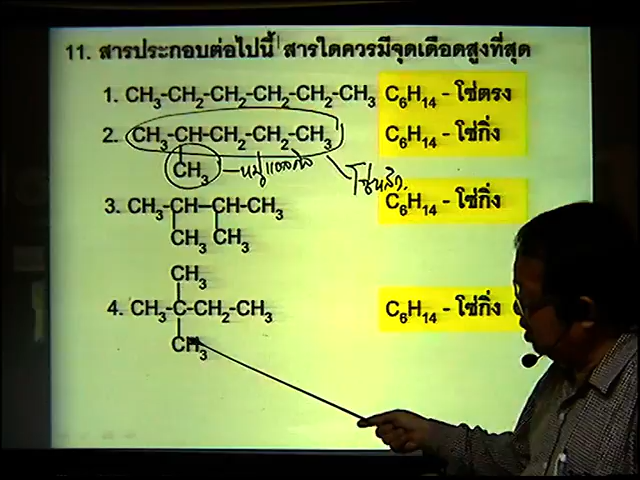 11. สารประกอบต่อไปนี้ สารใดควรมีจุดเดือดสูงที่สุด
1. CH₃-CH₂-CH₂-CH₂-CH₂-CH₃ C₆H₁₄ - โซ่ตรง
2. CH₃-CH-CH₂-CH₂-CH₃ C₆H₁₄ - โซ่กิ่ง
CH₃ หมู่แอลคิล โซ่หลัก
3. CH₃-CH-CH-CH₃ C₆H₁₄ - โซ่กิ่ง
CH₃ CH₃
CH₃
4. CH₃-C-CH₂-CH₃ C₆H₁₄ - โซ่กิ่ง
CH₃